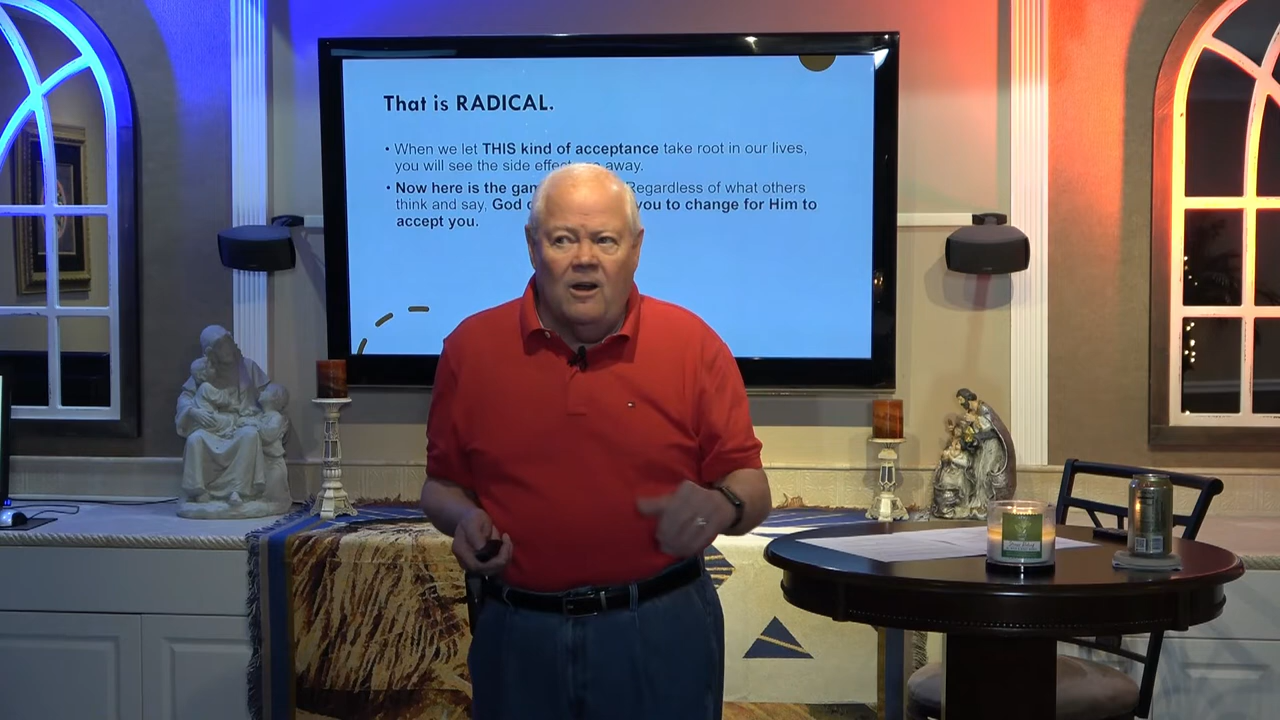 That is RADICAL.
• When we let THIS kind of acceptance take root in our lives,
you will see the side away.
• Now here is the Regardless of what others
think and say, God you to change for Him to
accept you.